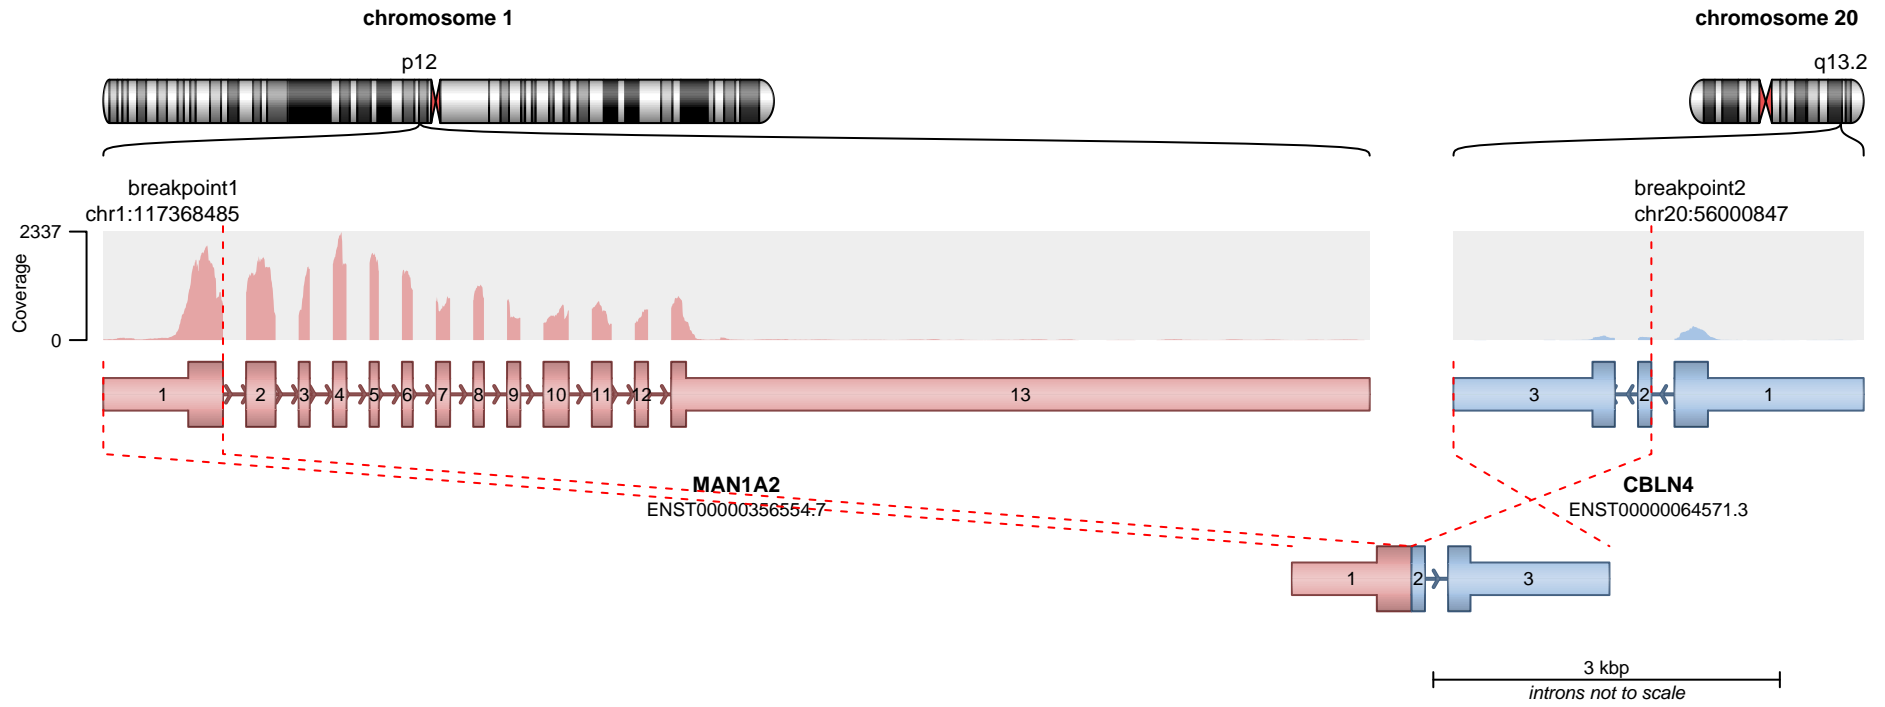 chromosome 1
chromosome 20
p12
q13.2
breakpoint1
chr1:117368485
breakpoint2
chr20:56000847
2337
Coverage
0
1 2 3 4 5 6 7 8 9 10 11 12 13
3 2 1
MAN1A2
ENST00000356554.7
CBLN4
ENST00000064571.3
1 2 3
3 kbp
introns not to scale